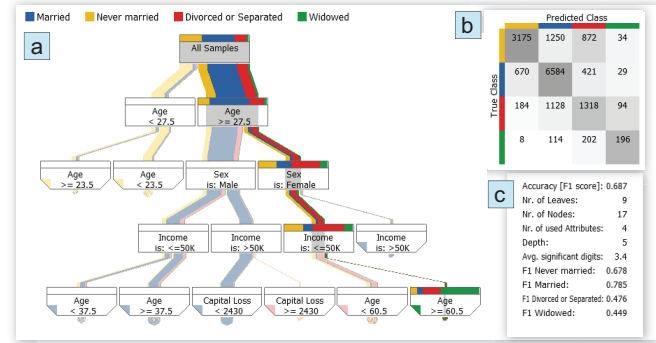 Married Never married Divorced or Separated Widowed
a
All Samples
Age
< 27.5
Age
>= 27.5
Age
>= 23.5
Age
< 23.5
Sex
is: Male
Sex
is: Female
Income
is: <=50K
Income
is: >50K
Income
is: <=50K
Income
is: >50K
Age
< 37.5
Age
>= 37.5
Capital Loss
< 2430
Capital Loss
>= 2430
Age
< 60.5
Age
>= 60.5
b
Predicted Class
True Class
3175 1250 872 34
670 6584 421 29
184 1128 1318 94
8 114 202 196
c
Accuracy [F1 score]: 0.687
Nr. of Leaves: 9
Nr. of Nodes: 17
Nr. of used Attributes: 4
Depth: 5
Avg. significant digits: 3.4
F1 Never married: 0.678
F1 Married: 0.785
F1 Divorced or Separated: 0.476
F1 Widowed: 0.449